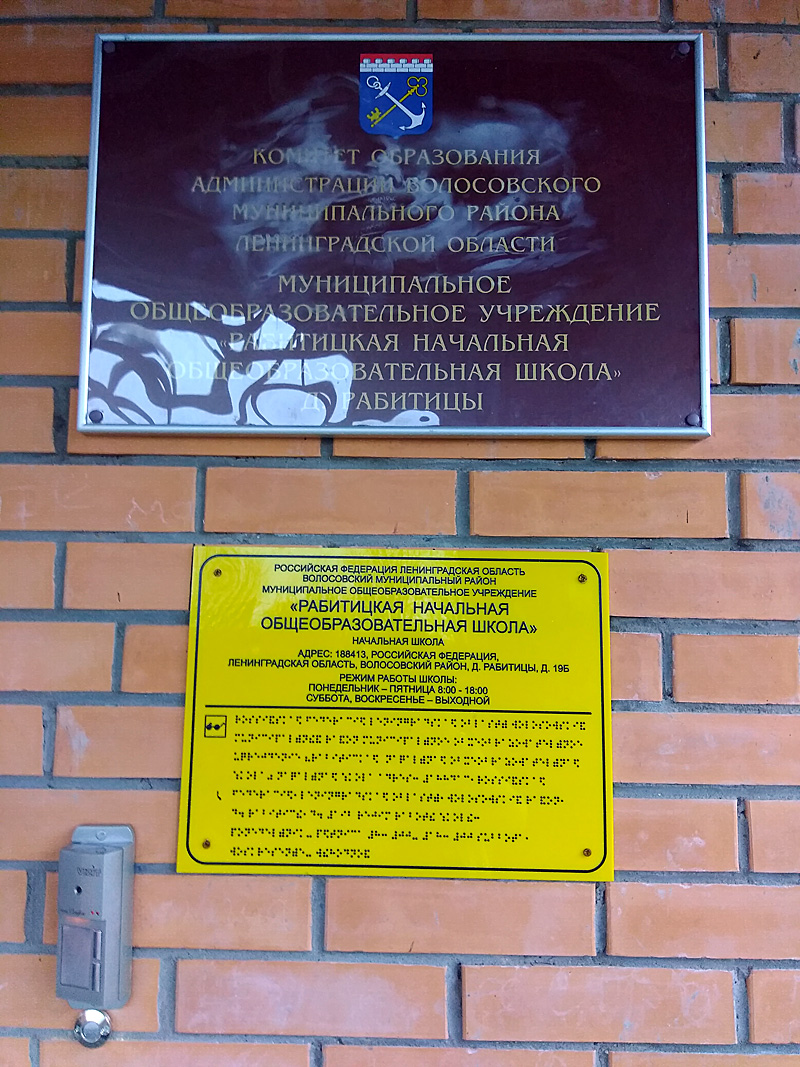 КОМИТЕТ ОБРАЗОВАНИЯ
АДМИНИСТРАЦИИ ВОЛОСОВСКОГО
МУНИЦИПАЛЬНОГО РАЙОНА
ЛЕНИНГРАДСКОЙ ОБЛАСТИ
МУНИЦИПАЛЬНОЕ
ОБЩЕОБРАЗОВАТЕЛЬНОЕ УЧРЕЖДЕНИЕ
«РАБИТИЦКАЯ НАЧАЛЬНАЯ
ОБЩЕОБРАЗОВАТЕЛЬНАЯ ШКОЛА»
Д. РАБИТИЦЫ
РОССИЙСКАЯ ФЕДЕРАЦИЯ ЛЕНИНГРАДСКАЯ ОБЛАСТЬ
ВОЛОСОВСКИЙ МУНИЦИПАЛЬНЫЙ РАЙОН
МУНИЦИПАЛЬНОЕ ОБЩЕОБРАЗОВАТЕЛЬНОЕ УЧРЕЖДЕНИЕ
«РАБИТИЦКАЯ НАЧАЛЬНАЯ
ОБЩЕОБРАЗОВАТЕЛЬНАЯ ШКОЛА»
НАЧАЛЬНАЯ ШКОЛА
АДРЕС: 188413, РОССИЙСКАЯ ФЕДЕРАЦИЯ,
ЛЕНИНГРАДСКАЯ ОБЛАСТЬ, ВОЛОСОВСКИЙ РАЙОН, Д. РАБИТИЦЫ, Д. 19Б
РЕЖИМ РАБОТЫ ШКОЛЫ:
ПОНЕДЕЛЬНИК – ПЯТНИЦА 8:00 - 18:00
СУББОТА, ВОСКРЕСЕНЬЕ – ВЫХОДНОЙ